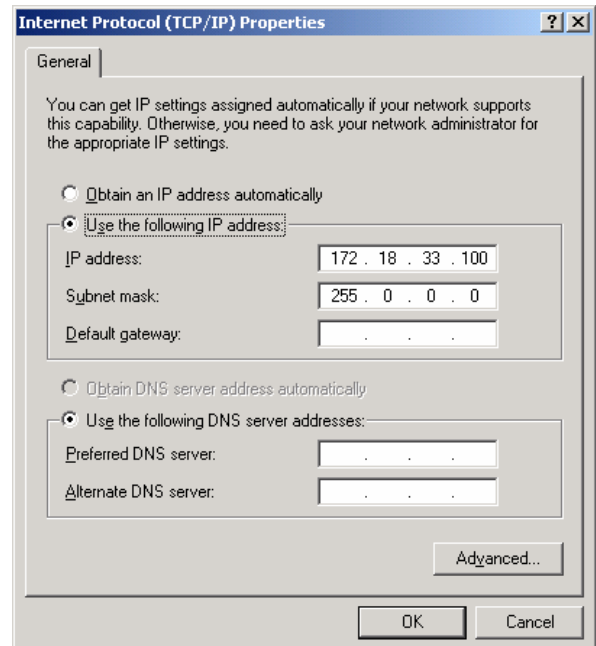 Internet Protocol (TCP/IP) Properties
General
You can get IP settings assigned automatically if your network supports
this capability. Otherwise, you need to ask your network administrator for
the appropriate IP settings.
Obtain an IP address automatically
Use the following IP address:
IP address: 172 . 18 . 33 . 100
Subnet mask: 255 . 0 . 0 . 0
Default gateway: . . .
Obtain DNS server address automatically
Use the following DNS server addresses:
Preferred DNS server: . . .
Alternate DNS server: . . .
Advanced...
OK Cancel